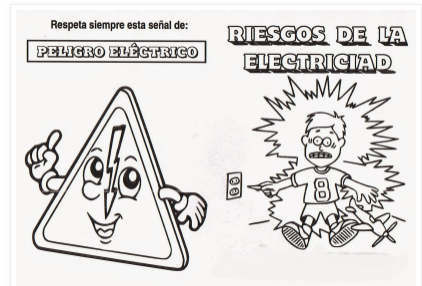 Respeta siempre esta señal de:
PELIGRO ELÉCTRICO
RIESGOS DE LA
ELECTRICIAD
8